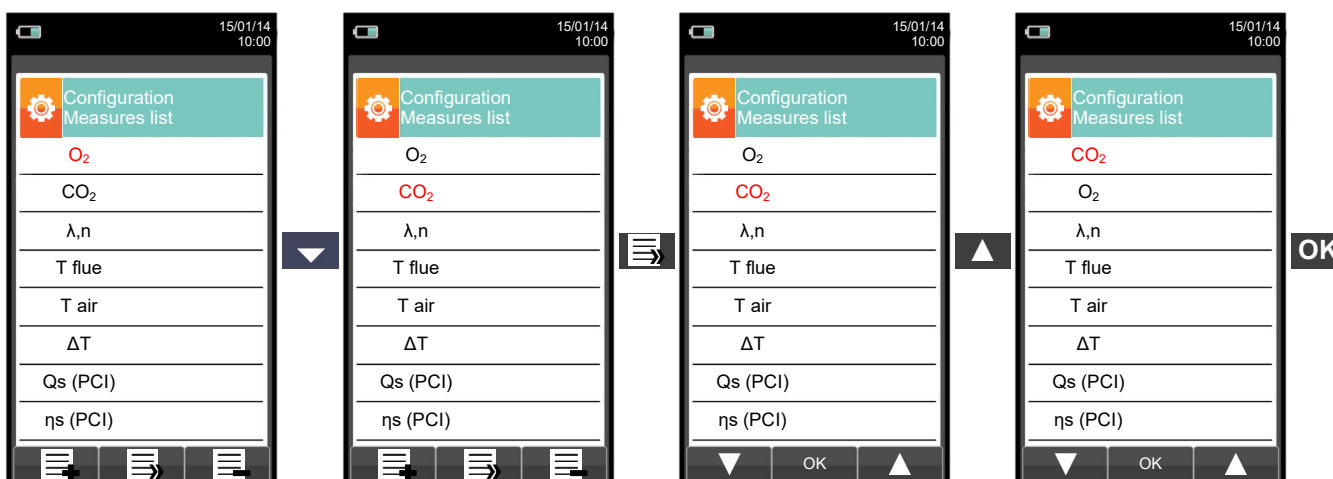 15/01/14
10:00
Configuration
Measures list
O₂
CO₂
λ,n
T flue
T air
ΔT
Qs (PCI)
ηs (PCI)
15/01/14
10:00
Configuration
Measures list
O₂
CO₂
λ,n
T flue
T air
ΔT
Qs (PCI)
ηs (PCI)
15/01/14
10:00
Configuration
Measures list
O₂
CO₂
λ,n
T flue
T air
ΔT
Qs (PCI)
ηs (PCI)
OK
15/01/14
10:00
Configuration
Measures list
CO₂
O₂
λ,n
T flue
T air
ΔT
Qs (PCI)
ηs (PCI)
OK
OK